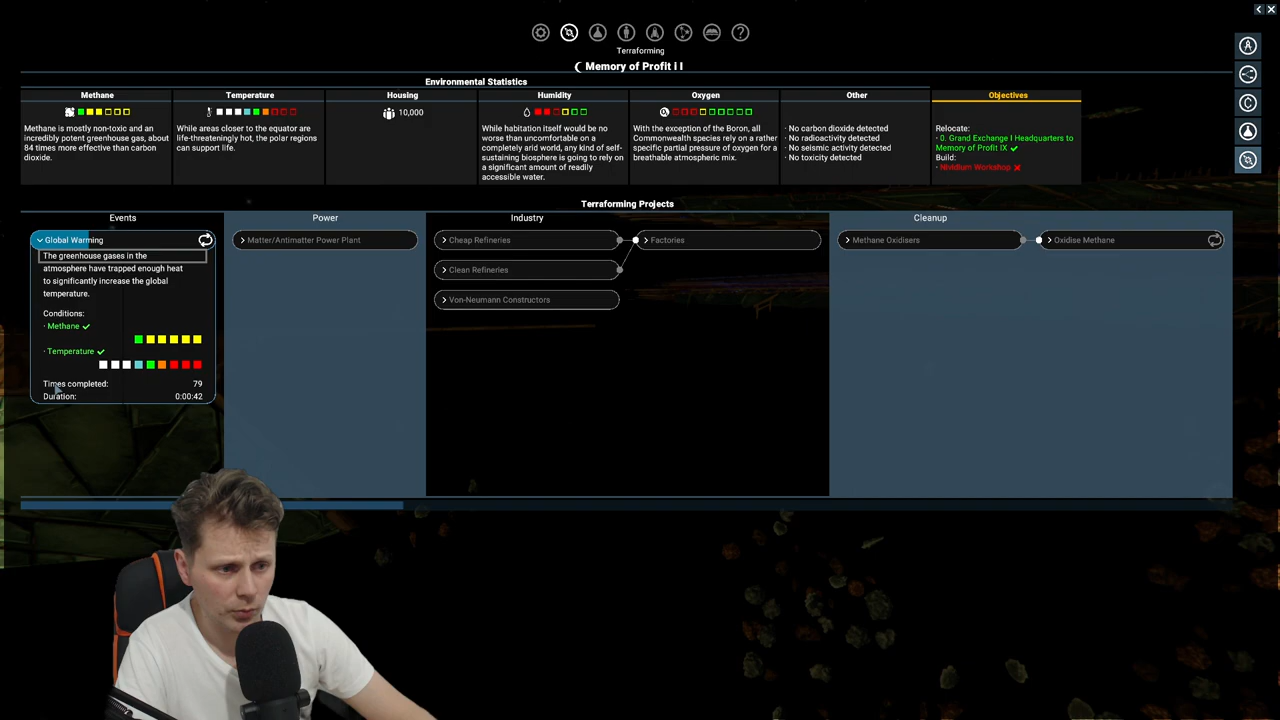 Terraforming
Memory of Profit i I
Environmental Statistics
Methane
Methane is mostly non-toxic and an
incredibly potent greenhouse gas, about
84 times more effective than carbon
dioxide.
Temperature
While areas closer to the equator are
life-threateningly hot, the polar regions
can support life.
Housing
10,000
Humidity
While habitation itself would be no
worse than uncomfortable on a
completely arid world, any kind of self-
sustaining biosphere is going to rely on
a significant amount of readily
accessible water.
Oxygen
With the exception of the Boron, all
Commonwealth species rely on a rather
specific partial pressure of oxygen for a
breathable atmospheric mix.
Other
· No carbon dioxide detected
· No radioactivity detected
· No seismic activity detected
· No toxicity detected
Objectives
Relocate:
· 0. Grand Exchange I Headquarters to
Memory of Profit IX
Build:
· Nividium Workshop
Terraforming Projects
Events
Global Warming
The greenhouse gases in the
atmosphere have trapped enough heat
to significantly increase the global
temperature.
Conditions:
· Methane
· Temperature
Times completed: 79
Duration: 0:00:42
Power
Matter/Antimatter Power Plant
Industry
Cheap Refineries
Factories
Clean Refineries
Von-Neumann Constructors
Cleanup
Methane Oxidisers
Oxidise Methane